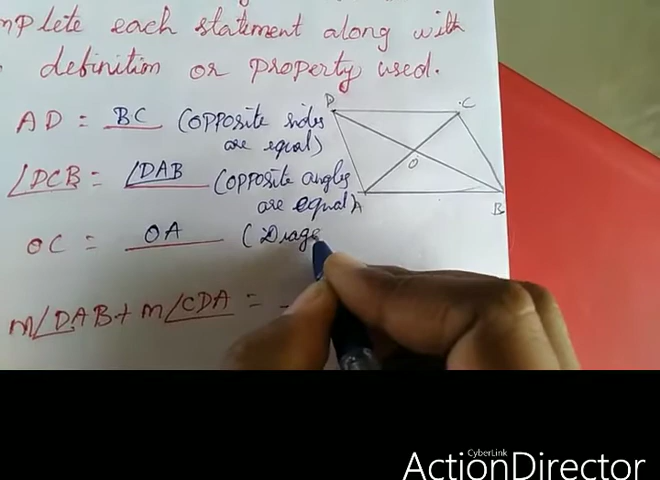 each statement along with
definition or property used.
AD = BC (opposite sides
are equal)
∠DCB = ∠DAB (opposite angles
are equal)
OC = OA (Diago
m∠DAB + m∠CDA =
D C
O
A B
CyberLink
ActionDirector